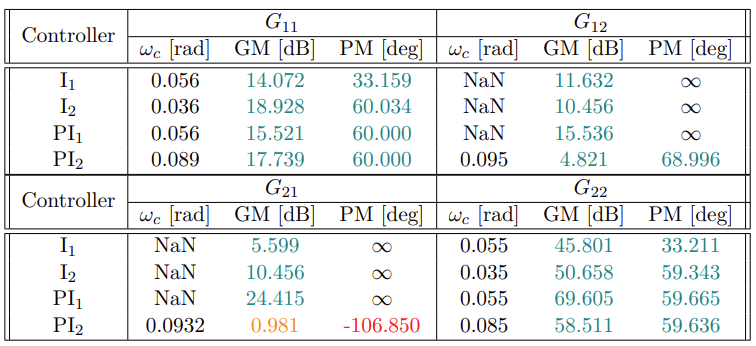 Controller G₁₁ G₁₂
ω_c [rad] GM [dB] PM [deg] ω_c [rad] GM [dB] PM [deg]
I₁ 0.056 14.072 33.159 NaN 11.632 ∞
I₂ 0.036 18.928 60.034 NaN 10.456 ∞
PI₁ 0.056 15.521 60.000 NaN 15.536 ∞
PI₂ 0.089 17.739 60.000 0.095 4.821 68.996
Controller G₂₁ G₂₂
ω_c [rad] GM [dB] PM [deg] ω_c [rad] GM [dB] PM [deg]
I₁ NaN 5.599 ∞ 0.055 45.801 33.211
I₂ NaN 10.456 ∞ 0.035 50.658 59.343
PI₁ NaN 24.415 ∞ 0.055 69.605 59.665
PI₂ 0.0932 0.981 -106.850 0.085 58.511 59.636